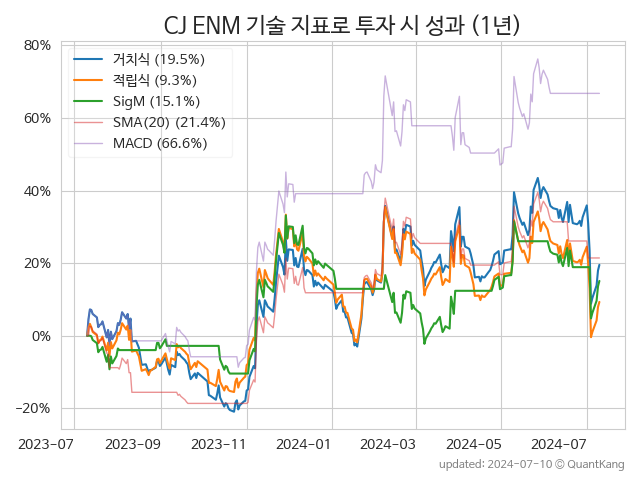 CJ ENM 기술 지표로 투자 시 성과 (1년)
거치식 (19.5%)
적립식 (9.3%)
SigM (15.1%)
SMA(20) (21.4%)
MACD (66.6%)
80%
60%
40%
20%
0%
−20%
2023-07 2023-09 2023-11 2024-01 2024-03 2024-05 2024-07
updated: 2024-07-10 © QuantKang